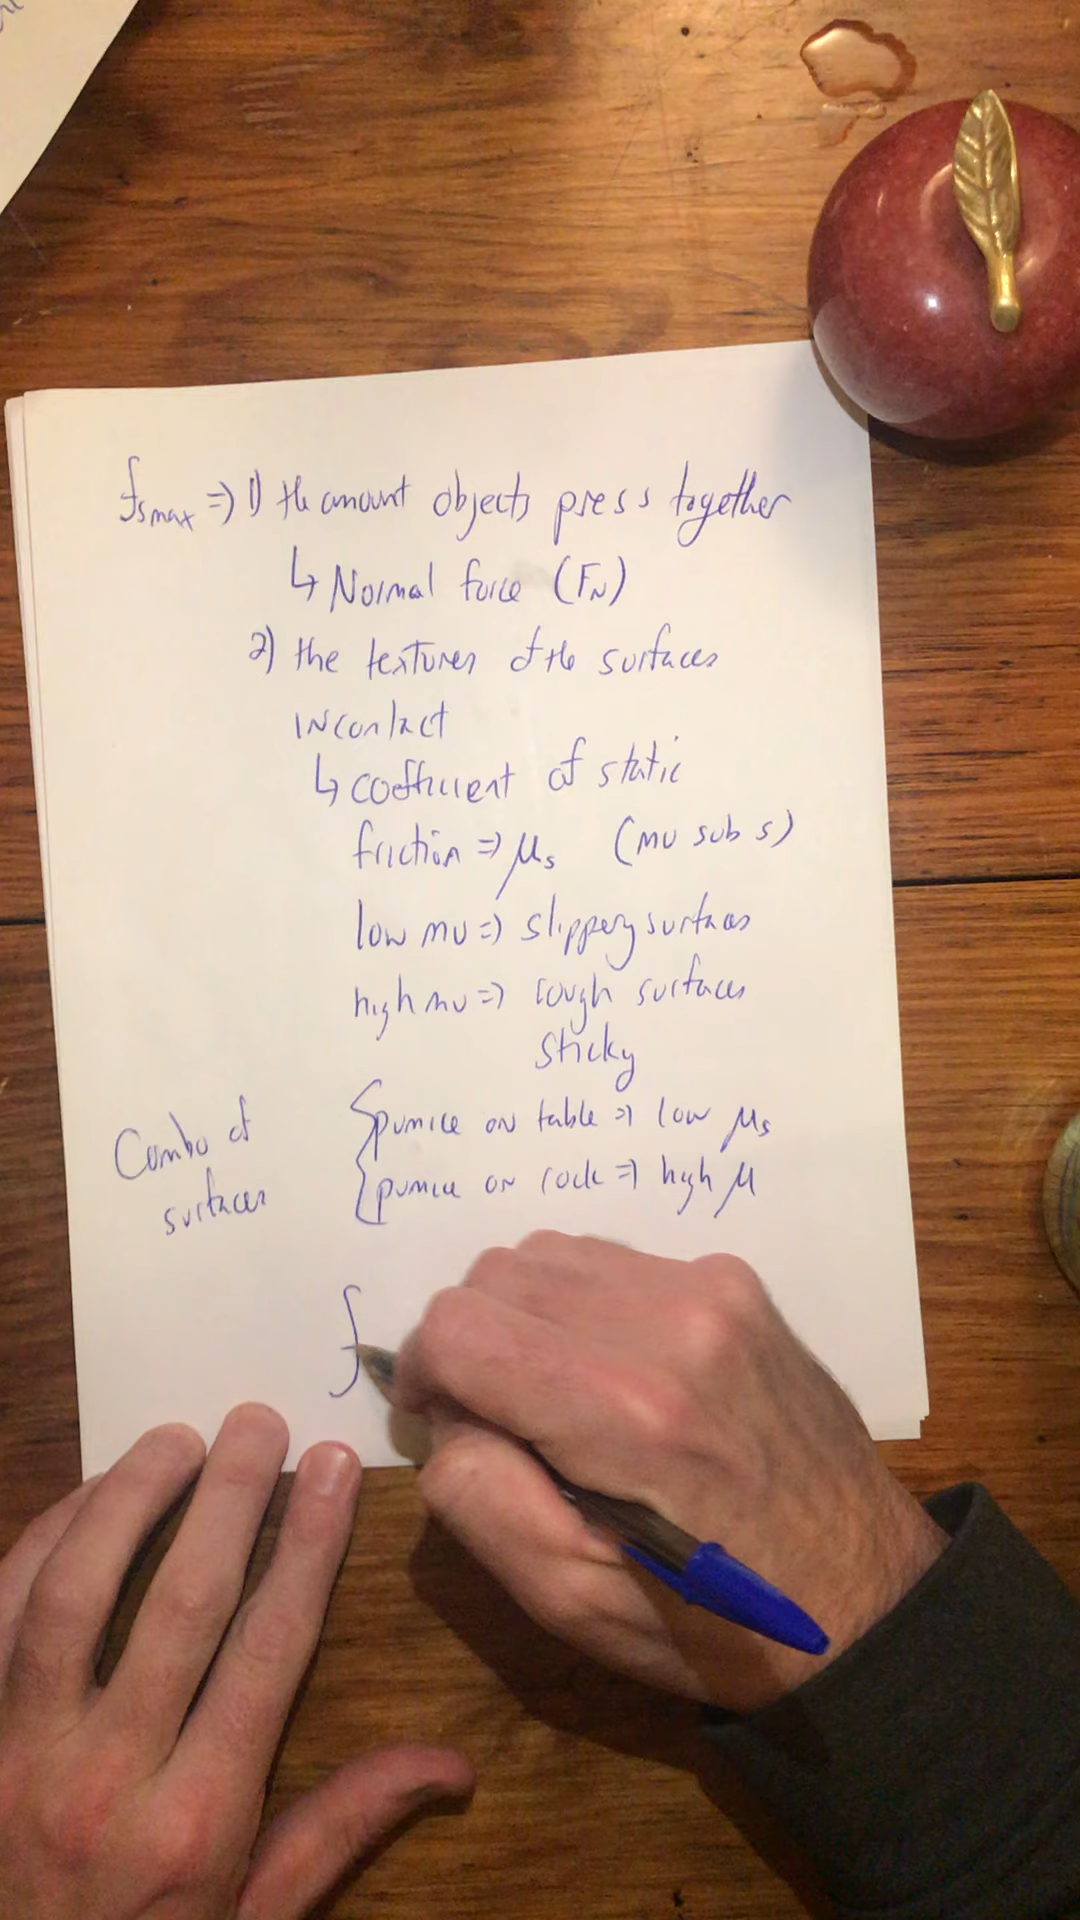 fsmax => 1) the amount objects press together
↳ Normal force (FN)
2) the textures of the surfaces
in contact
↳ coefficient of static
friction => μs (mu sub s)
low mu => slippery surfaces
high mu => rough surfaces
sticky
Combo of
surfaces
{pumice on table => low μs
{pumice on rock => high μ
f